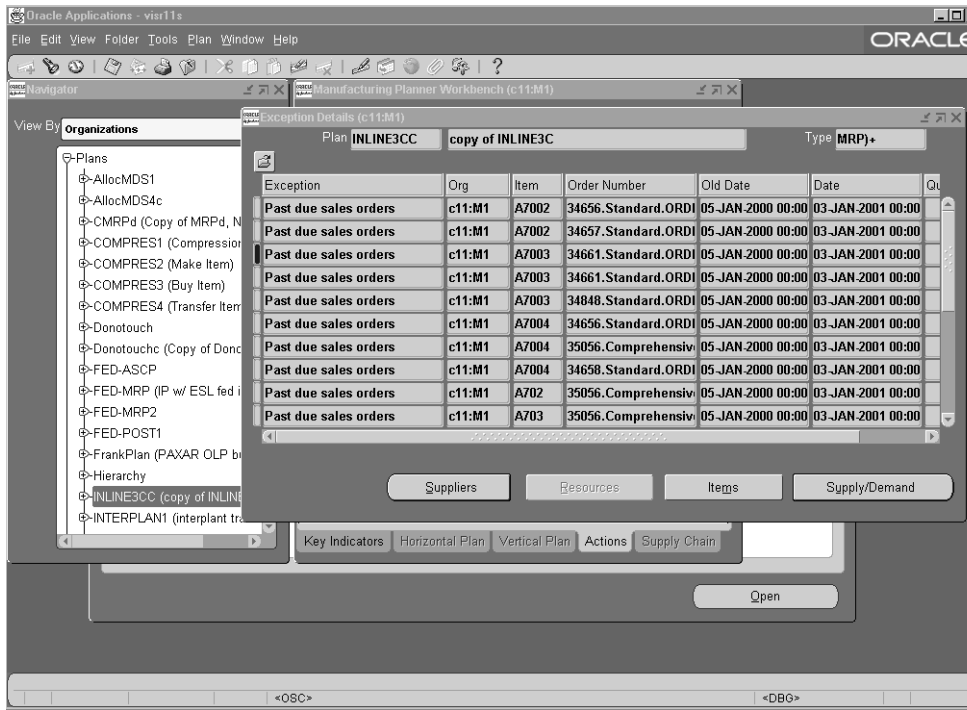 Oracle Applications - visr11s
File Edit View Folder Tools Plan Window Help
ORACLE
Navigator
Manufacturing Planner Workbench (c11:M1)
Exception Details (c11:M1)
View By Organizations
Plan INLINE3CC copy of INLINE3C Type MRP)+
Plans
AllocMDS1
AllocMDS4c
CMRPd (Copy of MRPd, N
COMPRES1 (Compression
COMPRES2 (Make Item)
COMPRES3 (Buy Item)
COMPRES4 (Transfer Item
Donotouch
Donotouchc (Copy of Dono
FED-ASCP
FED-MRP (IP w/ ESL fed i
FED-MRP2
FED-POST1
FrankPlan (PAXAR OLP bu
Hierarchy
INLINE3CC (copy of INLINE
INTERPLAN1 (interplant tra
Exception Org Item Order Number Old Date Date Qu
Past due sales orders c11:M1 A7002 34656.Standard.ORDI 05-JAN-2000 00:00 03-JAN-2001 00:00
Past due sales orders c11:M1 A7002 34657.Standard.ORDI 05-JAN-2000 00:00 03-JAN-2001 00:00
Past due sales orders c11:M1 A7003 34661.Standard.ORDI 05-JAN-2000 00:00 03-JAN-2001 00:00
Past due sales orders c11:M1 A7003 34661.Standard.ORDI 05-JAN-2000 00:00 03-JAN-2001 00:00
Past due sales orders c11:M1 A7003 34848.Standard.ORDI 05-JAN-2000 00:00 03-JAN-2001 00:00
Past due sales orders c11:M1 A7004 34656.Standard.ORDI 05-JAN-2000 00:00 03-JAN-2001 00:00
Past due sales orders c11:M1 A7004 35056.Comprehensiv 05-JAN-2000 00:00 03-JAN-2001 00:00
Past due sales orders c11:M1 A7004 34658.Standard.ORDI 05-JAN-2000 00:00 03-JAN-2001 00:00
Past due sales orders c11:M1 A702 35056.Comprehensiv 05-JAN-2000 00:00 03-JAN-2001 00:00
Past due sales orders c11:M1 A703 35056.Comprehensiv 05-JAN-2000 00:00 03-JAN-2001 00:00
Suppliers Resources Items Supply/Demand
Key Indicators Horizontal Plan Vertical Plan Actions Supply Chain
Open
<OSC> <DBG>